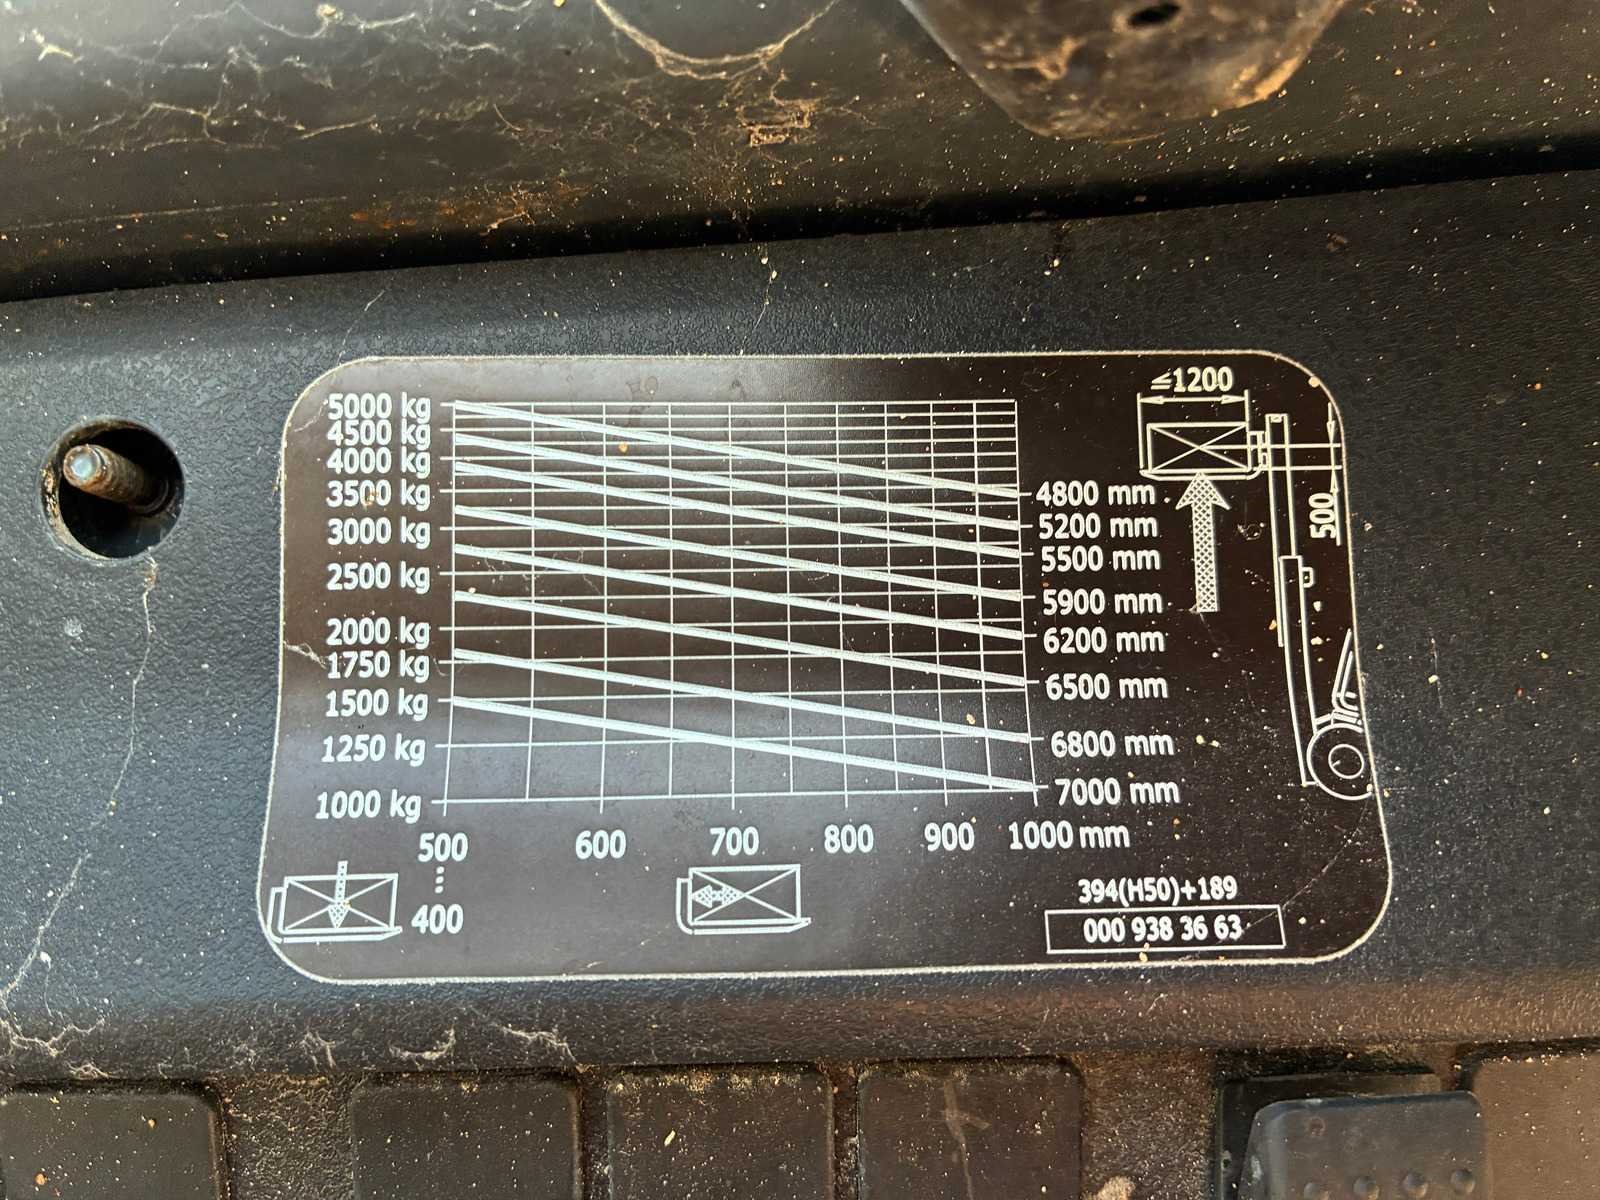 ≤1200
5000 kg
4500 kg
4000 kg
3500 kg
3000 kg
2500 kg
2000 kg
1750 kg
1500 kg
1250 kg
1000 kg
4800 mm
5200 mm
5500 mm
5900 mm
6200 mm
6500 mm
6800 mm
7000 mm
500
500 600 700 800 900 1000 mm
400
394(H50)+189
000 938 36 63